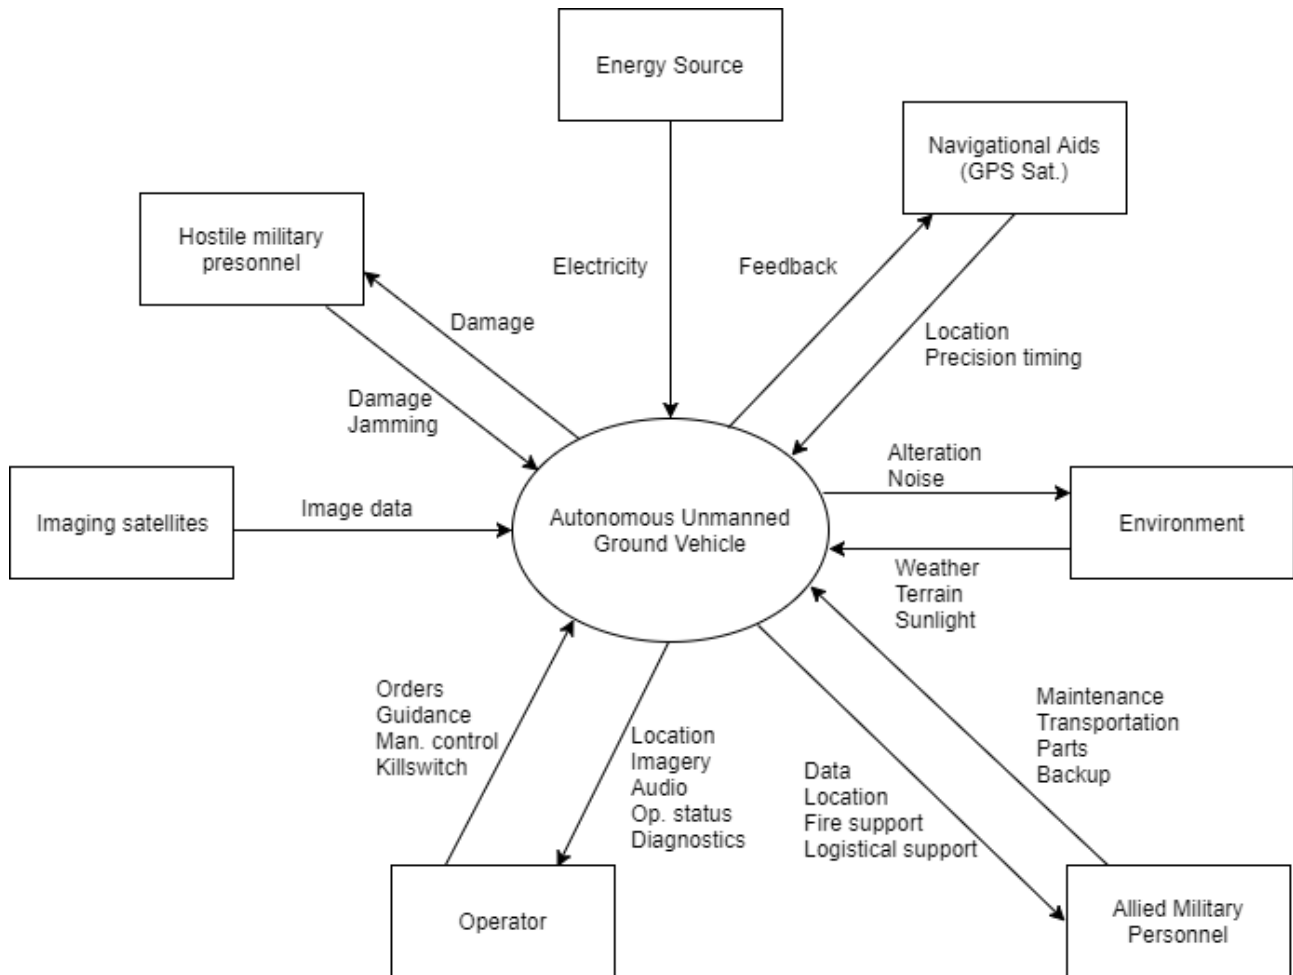 Energy Source
Navigational Aids
(GPS Sat.)
Hostile military
presonnel
Electricity
Feedback
Damage
Location
Precision timing
Damage
Jamming
Alteration
Noise
Imaging satellites
Image data
Autonomous Unmanned
Ground Vehicle
Environment
Weather
Terrain
Sunlight
Orders
Guidance
Man. control
Killswitch
Location
Imagery
Audio
Op. status
Diagnostics
Data
Location
Fire support
Logistical support
Maintenance
Transportation
Parts
Backup
Operator
Allied Military
Personnel